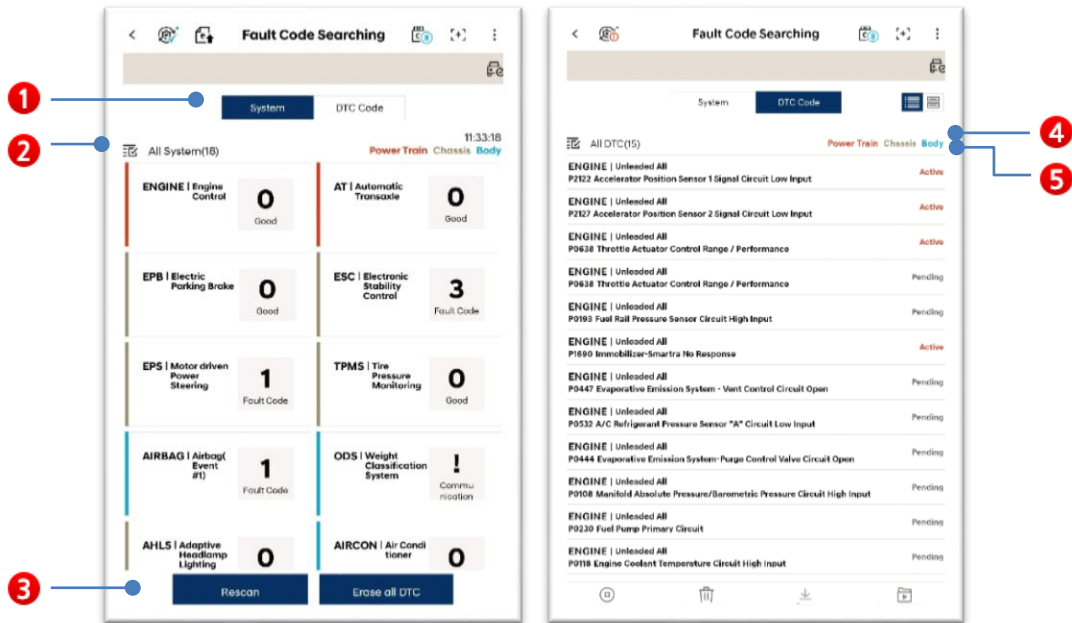 Fault Code Searching
1
System
DTC Code
11:33:18
2
All System(18)
Power Train Chassis Body
ENGINE | Engine Control
0
Good
AT | Automatic Transaxle
0
Good
EPB | Electric Parking Brake
0
Good
ESC | Electronic Stability Control
3
Fault Code
EPS | Motor driven Power Steering
1
Fault Code
TPMS | Tire Pressure Monitoring
0
Good
AIRBAG | Airbag( Event #1)
1
Fault Code
ODS | Weight Classification System
!
Commu
nication
AHLS | Adaptive Headlamp Lighting
0
AIRCON | Air Condi tioner
0
3
Rescan
Erase all DTC
Fault Code Searching
System
DTC Code
4
All DTC(15)
Power Train Chassis Body
5
ENGINE | Unleaded All
P2122 Accelerator Position Sensor 1 Signal Circuit Low Input
Active
ENGINE | Unleaded All
P2127 Accelerator Position Sensor 2 Signal Circuit Low Input
Active
ENGINE | Unleaded All
P0638 Throttle Actuator Control Range / Performance
Active
ENGINE | Unleaded All
P0638 Throttle Actuator Control Range / Performance
Pending
ENGINE | Unleaded All
P0193 Fuel Rail Pressure Sensor Circuit High Input
Pending
ENGINE | Unleaded All
P1690 Immobilizer-Smartra No Response
Active
ENGINE | Unleaded All
P0447 Evaporative Emission System - Vent Control Circuit Open
Pending
ENGINE | Unleaded All
P0532 A/C Refrigerant Pressure Sensor "A" Circuit Low Input
Pending
ENGINE | Unleaded All
P0444 Evaporative Emission System-Purge Control Valve Circuit Open
Pending
ENGINE | Unleaded All
P0108 Manifold Absolute Pressure/Barometric Pressure Circuit High Input
Pending
ENGINE | Unleaded All
P0230 Fuel Pump Primary Circuit
Pending
ENGINE | Unleaded All
P0118 Engine Coolant Temperature Circuit High Input
Pending